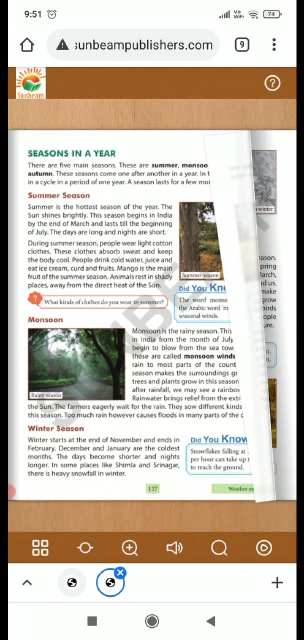 9:51
74
sunbeampublishers.com
9
Sunbeam
SEASONS IN A YEAR
There are five main seasons. These are summer, monsoo
autumn. These seasons come one after another in a year. In
in a cycle in a period of one year. A season lasts for a few
Summer Season
Summer is the hottest season of the year. The
Sun shines brightly. This season begins in India
by the end of March and lasts till the beginning
of July. The days are long and nights are short.
During summer season, people wear light cotton
clothes. These clothes absorb sweat and keep
the body cool. People drink cold water, juice and
eat ice cream, curd and fruits. Mango is the main
fruit of the summer season. Animals rest in shady
places, away from the direct heat of the Sun.
Summer season
Did You
The word
the Arabic word
seasonal winds.
? What kinds of clothes do you wear in summer?
Monsoon
Monsoon is the rainy season. This
in India from the month of July
begin to blow from the sea
these are called monsoon winds
rain to most parts of the count
season makes the surroundings
trees and plants grow in this season
after rainfall, we may see a rainbow
Rainwater brings relief from the
Rainy season
the Sun. The farmers eagerly wait for the rain. They sow different kinds
this season. Too much rain however causes floods in many parts of the
Winter Season
Winter starts at the end of November and ends in
February. December and January are the coldest
months. The days become shorter and nights
longer. In some places like Shimla and Srinagar,
there is heavy snowfall in winter.
Did You Know
Snowflakes falling at
per hour can take up
to reach the ground.
127
Weather
winter